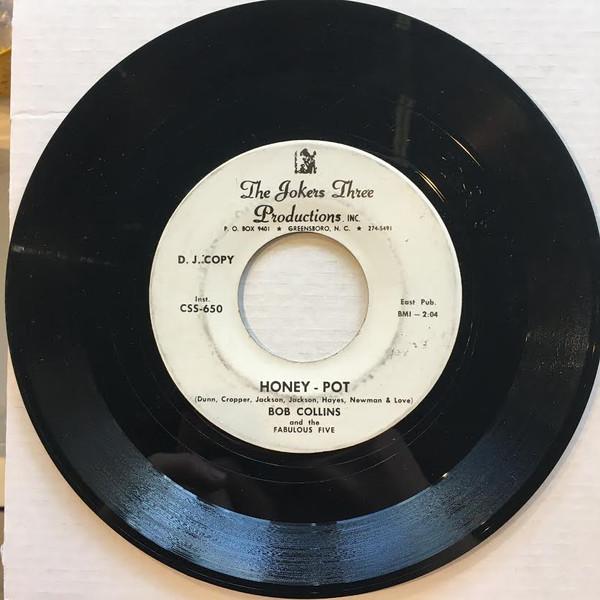 The Jokers Three
Productions, INC.
P. O. BOX 9401 ★ GREENSBORO, N. C. ★ 274-5491
D. J. COPY
Inst.
CSS-650
East Pub.
BMI — 2:04
HONEY - POT
(Dunn, Cropper, Jackson, Jackson, Hayes, Newman & Love)
BOB COLLINS
and the
FABULOUS FIVE